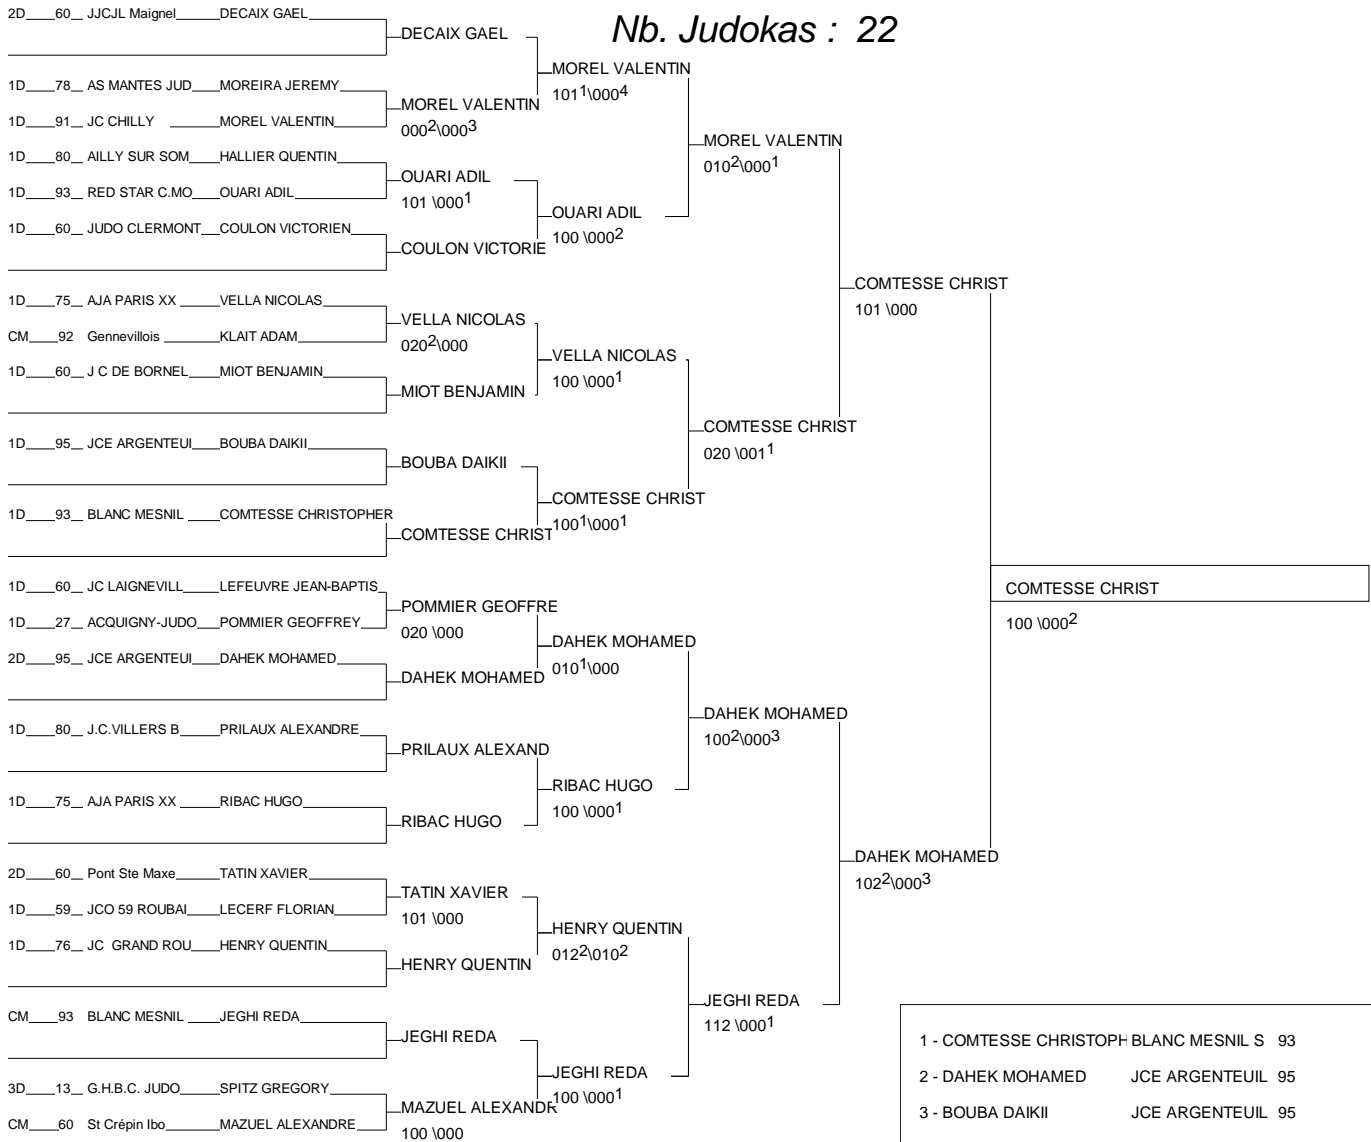 Nb. Judokas : 22
2D 60 JJCJL Maignel DECAIX GAEL
1D 78 AS MANTES JUD MOREIRA JEREMY
1D 91 JC CHILLY MOREL VALENTIN
1D 80 AILLY SUR SOM HALLIER QUENTIN
1D 93 RED STAR C.MO OUARI ADIL
1D 60 JUDO CLERMONT COULON VICTORIEN
1D 75 AJA PARIS XX VELLA NICOLAS
CM 92 Gennevillois KLAIT ADAM
1D 60 J C DE BORNEL MIOT BENJAMIN
1D 95 JCE ARGENTEUI BOUBA DAIKII
1D 93 BLANC MESNIL COMTESSE CHRISTOPHER
1D 60 JC LAIGNEVILL LEFEUVRE JEAN-BAPTIS
1D 27 ACQUIGNY-JUDO POMMIER GEOFFREY
2D 95 JCE ARGENTEUI DAHEK MOHAMED
1D 80 J.C.VILLERS B PRILAUX ALEXANDRE
1D 75 AJA PARIS XX RIBAC HUGO
2D 60 Pont Ste Maxe TATIN XAVIER
1D 59 JCO 59 ROUBAI LECERF FLORIAN
1D 76 JC GRAND ROU HENRY QUENTIN
CM 93 BLANC MESNIL JEGHI REDA
3D 13 G.H.B.C. JUDO SPITZ GREGORY
CM 60 St Crépin Ibo MAZUEL ALEXANDRE
DECAIX GAEL
MOREL VALENTIN
000²\000³
OUARI ADIL
101 \000¹
COULON VICTORIE
VELLA NICOLAS
020²\000
MIOT BENJAMIN
BOUBA DAIKII
COMTESSE CHRIST
POMMIER GEOFFRE
020 \000
DAHEK MOHAMED
PRILAUX ALEXAND
RIBAC HUGO
TATIN XAVIER
101 \000
HENRY QUENTIN
JEGHI REDA
MAZUEL ALEXANDR
100 \000
MOREL VALENTIN
101¹\000⁴
OUARI ADIL
100 \000²
VELLA NICOLAS
100 \000¹
COMTESSE CHRIST
100¹\000¹
DAHEK MOHAMED
010¹\000
RIBAC HUGO
100 \000¹
HENRY QUENTIN
012²\010²
JEGHI REDA
100 \000¹
MOREL VALENTIN
010²\000¹
COMTESSE CHRIST
020 \001¹
DAHEK MOHAMED
100²\000³
JEGHI REDA
112 \000¹
COMTESSE CHRIST
101 \000
DAHEK MOHAMED
102²\000³
COMTESSE CHRIST
100 \000²
1 - COMTESSE CHRISTOPH BLANC MESNIL S 93
2 - DAHEK MOHAMED JCE ARGENTEUIL 95
3 - BOUBA DAIKII JCE ARGENTEUIL 95